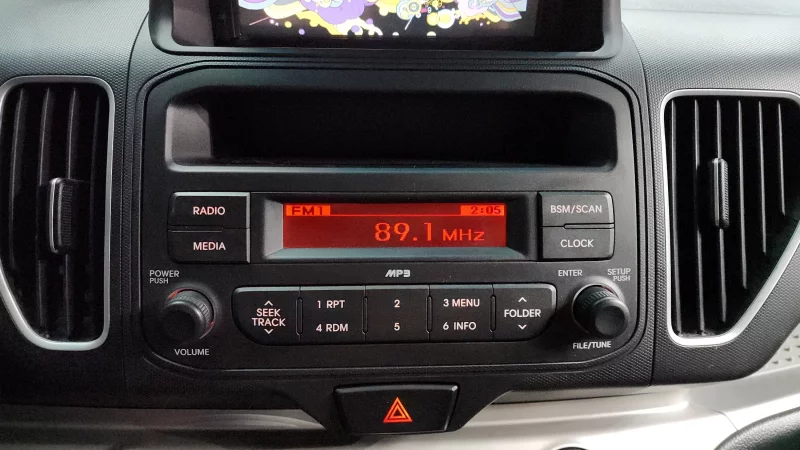 RADIO
MEDIA
FM1 2:05
89.1 MHz
BSM/SCAN
CLOCK
MP3
POWER
PUSH
VOLUME
SEEK
TRACK
1 RPT
2
3 MENU
4 RDM
5
6 INFO
FOLDER
ENTER
SETUP
PUSH
FILE/TUNE